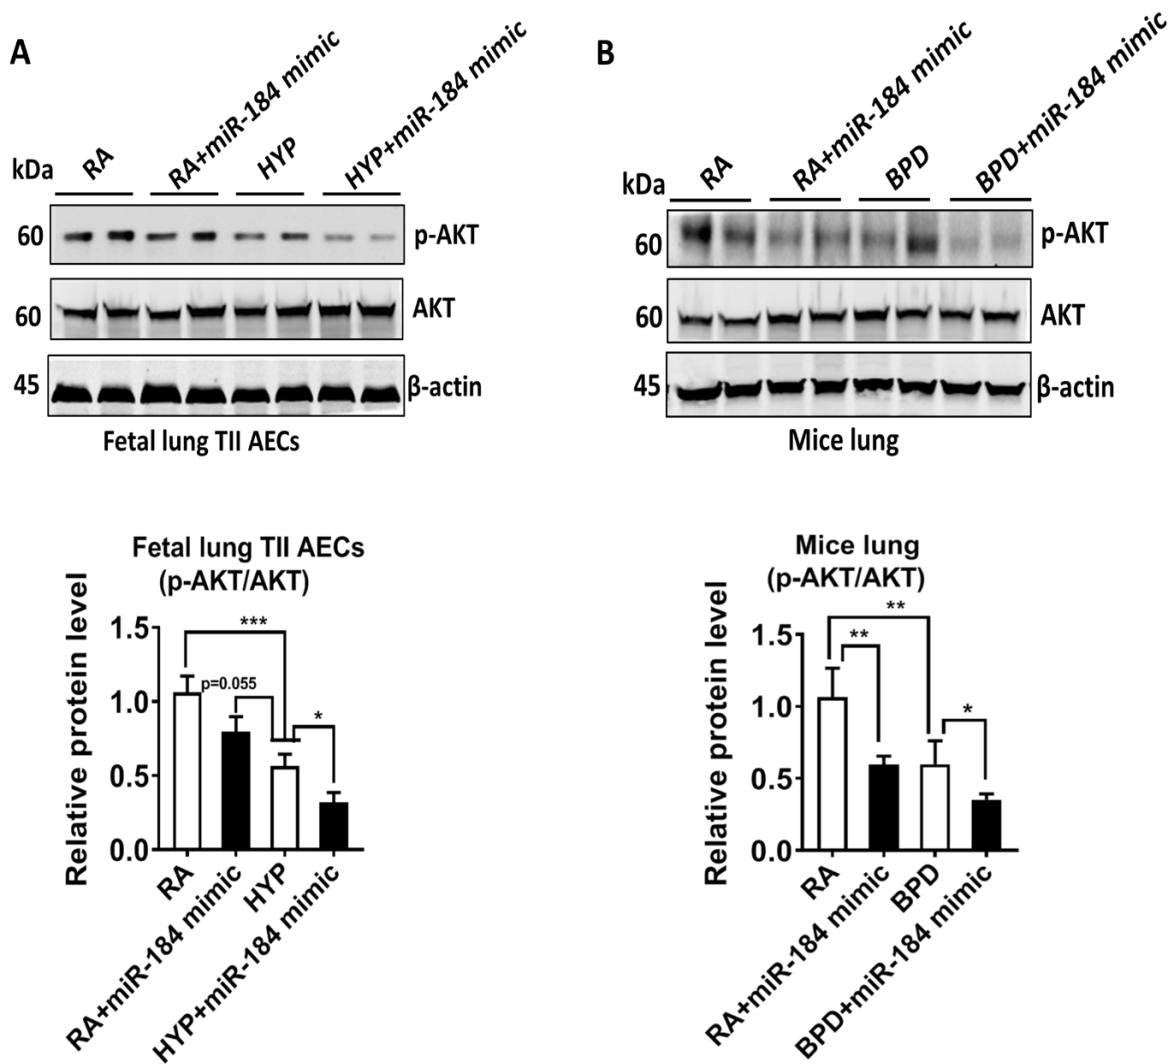 A
RA
RA+miR-184 mimic
HYP
HYP+miR-184 mimic
kDa
60
p-AKT
60
AKT
45
β-actin
Fetal lung TII AECs
B
RA
RA+miR-184 mimic
BPD
BPD+miR-184 mimic
kDa
60
p-AKT
60
AKT
45
β-actin
Mice lung
Fetal lung TII AECs
(p-AKT/AKT)
Relative protein level
1.5
1.0
0.5
0.0
***
p=0.055
*
RA
RA+miR-184 mimic
HYP
HYP+miR-184 mimic
Mice lung
(p-AKT/AKT)
Relative protein level
1.5
1.0
0.5
0.0
**
**
*
RA
RA+miR-184 mimic
BPD
BPD+miR-184 mimic